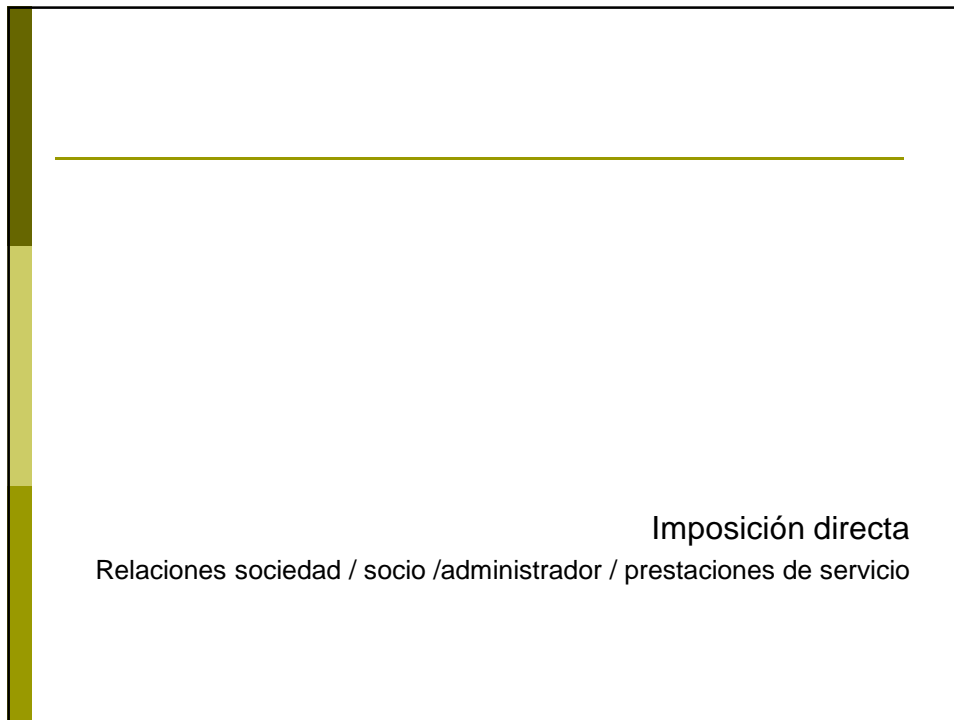 Imposición directa
Relaciones sociedad / socio /administrador / prestaciones de servicio